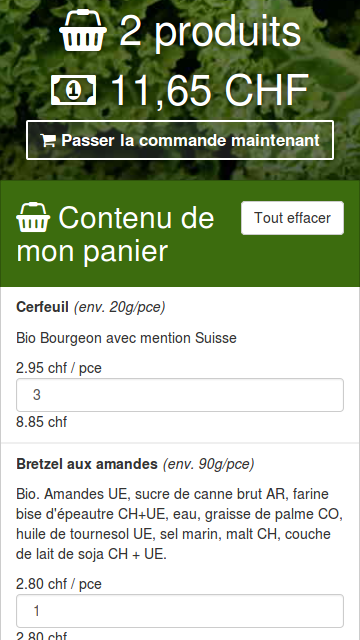 2 produits
11,65 CHF
Passer la commande maintenant
Contenu de
mon panier
Tout effacer
Cerfeuil (env. 20g/pce)
Bio Bourgeon avec mention Suisse
2.95 chf / pce
3
8.85 chf
Bretzel aux amandes (env. 90g/pce)
Bio. Amandes UE, sucre de canne brut AR, farine
bise d'épeautre CH+UE, eau, graisse de palme CO,
huile de tournesol UE, sel marin, malt CH, couche
de lait de soja CH + UE.
2.80 chf / pce
1
2.80 chf